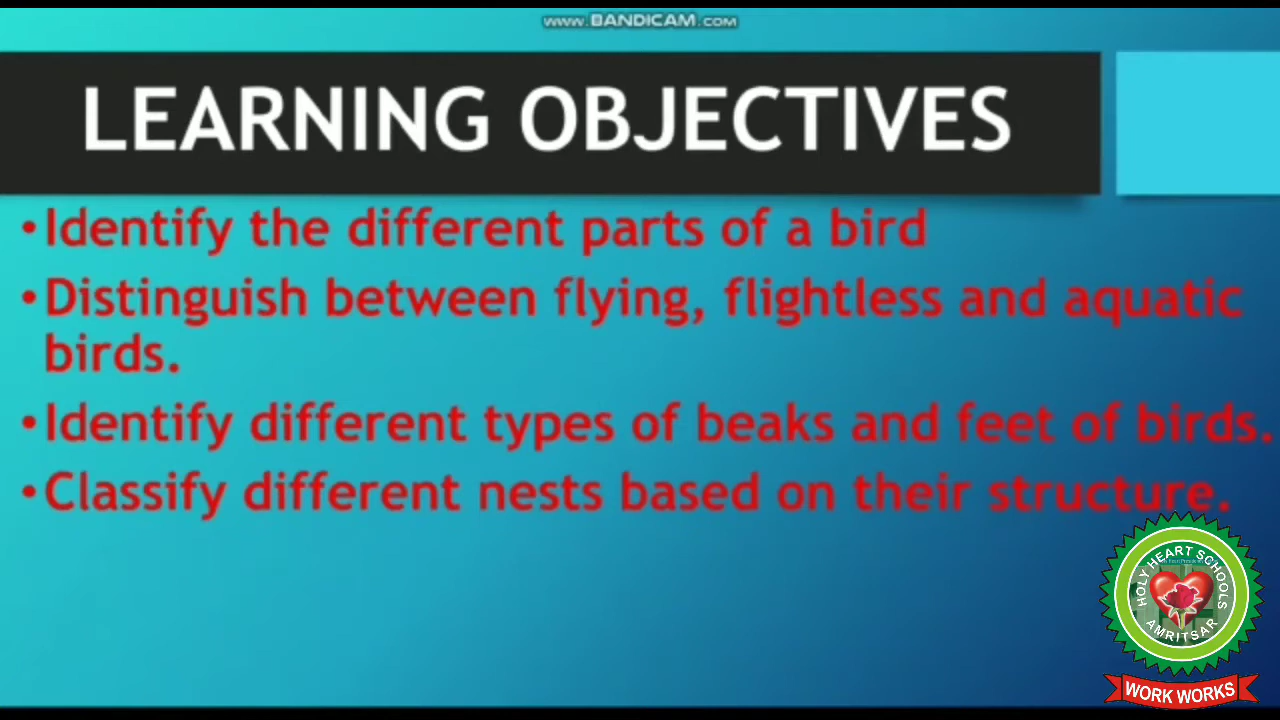 www.BANDICAM.com
LEARNING OBJECTIVES
•Identify the different parts of a bird
•Distinguish between flying, flightless and aquatic
birds.
•Identify different types of beaks and feet of birds.
•Classify different nests based on their structure.
HOLY HEART SCHOOLS
AMRITSAR
WORK WORKS